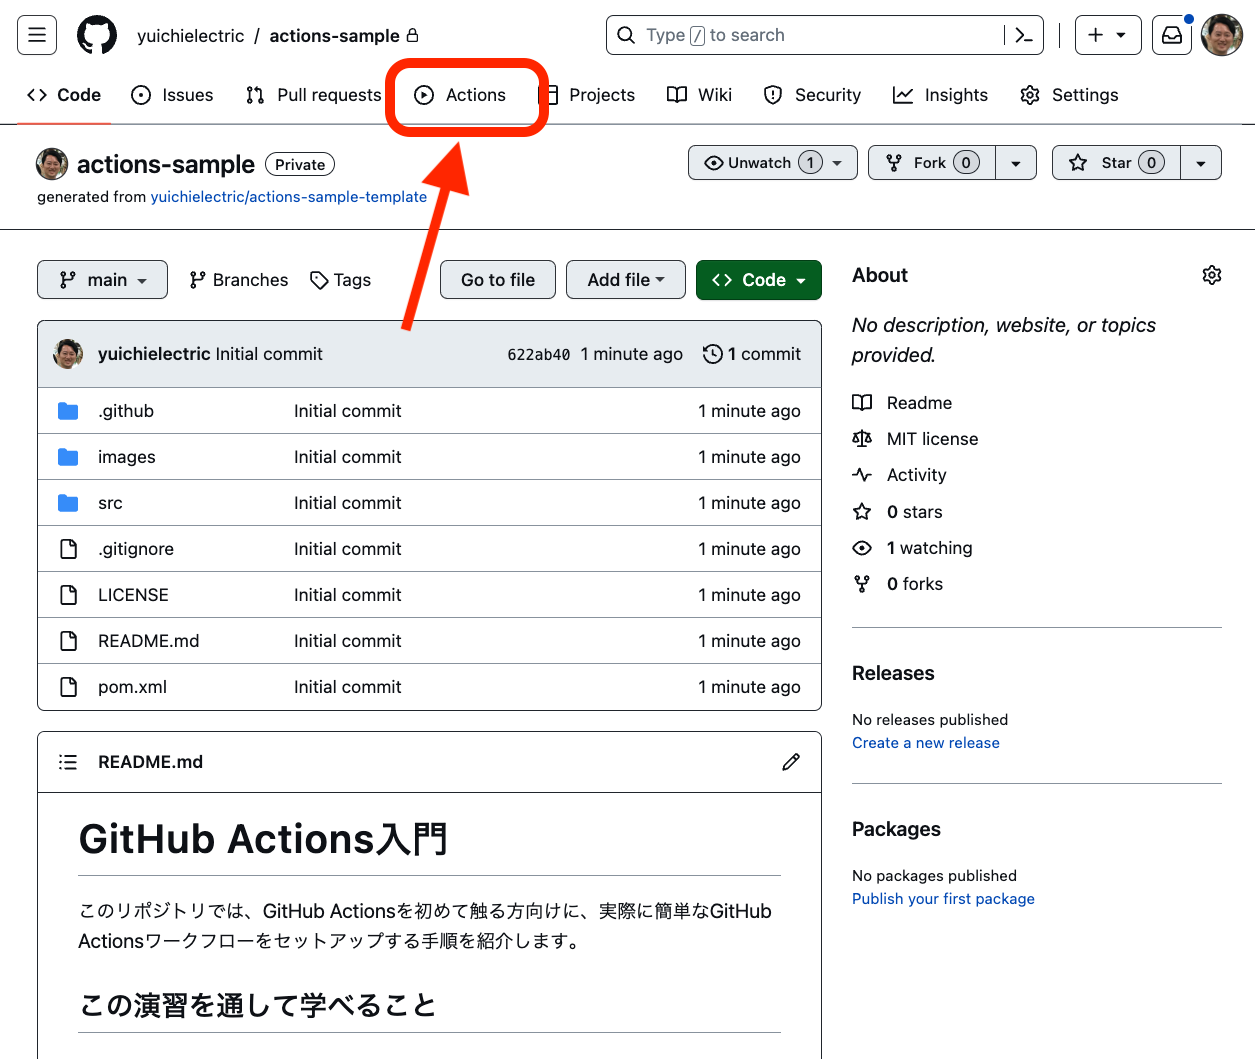 yuichielectric / actions-sample
Type / to search
Code Issues Pull requests Actions Projects Wiki Security Insights Settings
actions-sample Private
Unwatch 1 Fork 0 Star 0
generated from yuichielectric/actions-sample-template
main Branches Tags Go to file Add file Code
yuichielectric Initial commit 622ab40 1 minute ago 1 commit
.github Initial commit 1 minute ago
images Initial commit 1 minute ago
src Initial commit 1 minute ago
.gitignore Initial commit 1 minute ago
LICENSE Initial commit 1 minute ago
README.md Initial commit 1 minute ago
pom.xml Initial commit 1 minute ago
README.md
GitHub Actions入門
このリポジトリでは、GitHub Actionsを初めて触る方向けに、実際に簡単なGitHub
Actionsワークフローをセットアップする手順を紹介します。
この演習を通して学べること
About
No description, website, or topics
provided.
Readme
MIT license
Activity
0 stars
1 watching
0 forks
Releases
No releases published
Create a new release
Packages
No packages published
Publish your first package